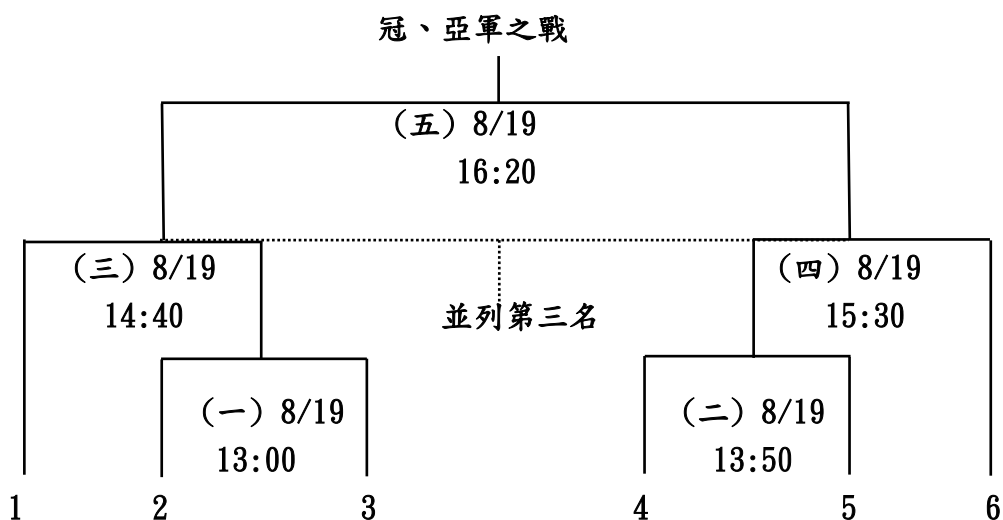 冠、亞軍之戰
(五) 8/19
16:20
(三) 8/19
14:40
並列第三名
(四) 8/19
15:30
(一) 8/19
13:00
(二) 8/19
13:50
1 2 3 4 5 6